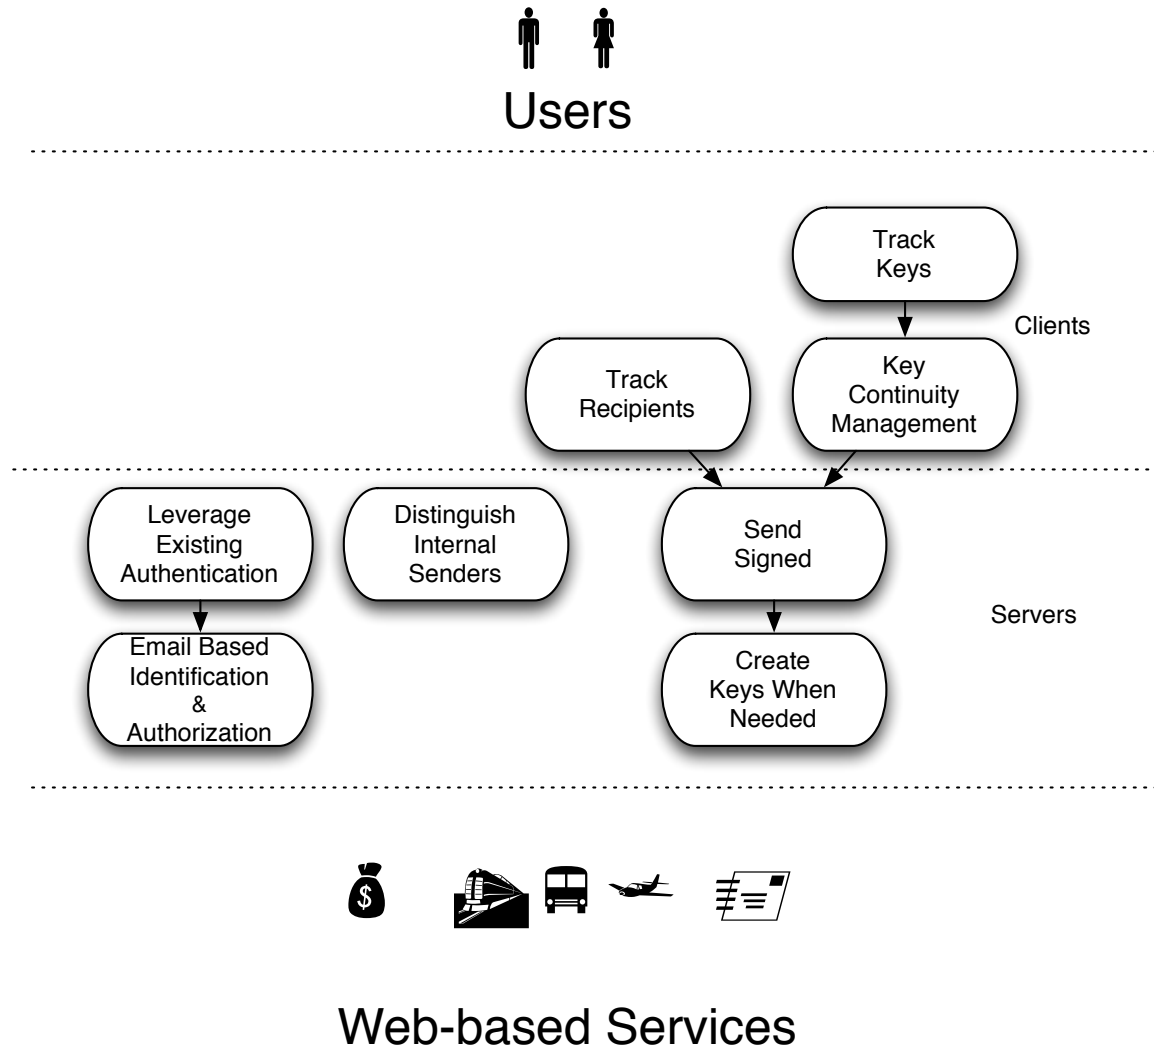 Users
Track
Keys
Clients
Track
Recipients
Key
Continuity
Management
Leverage
Existing
Authentication
Distinguish
Internal
Senders
Send
Signed
Servers
Email Based
Identification
&
Authorization
Create
Keys When
Needed
$
Web-based Services